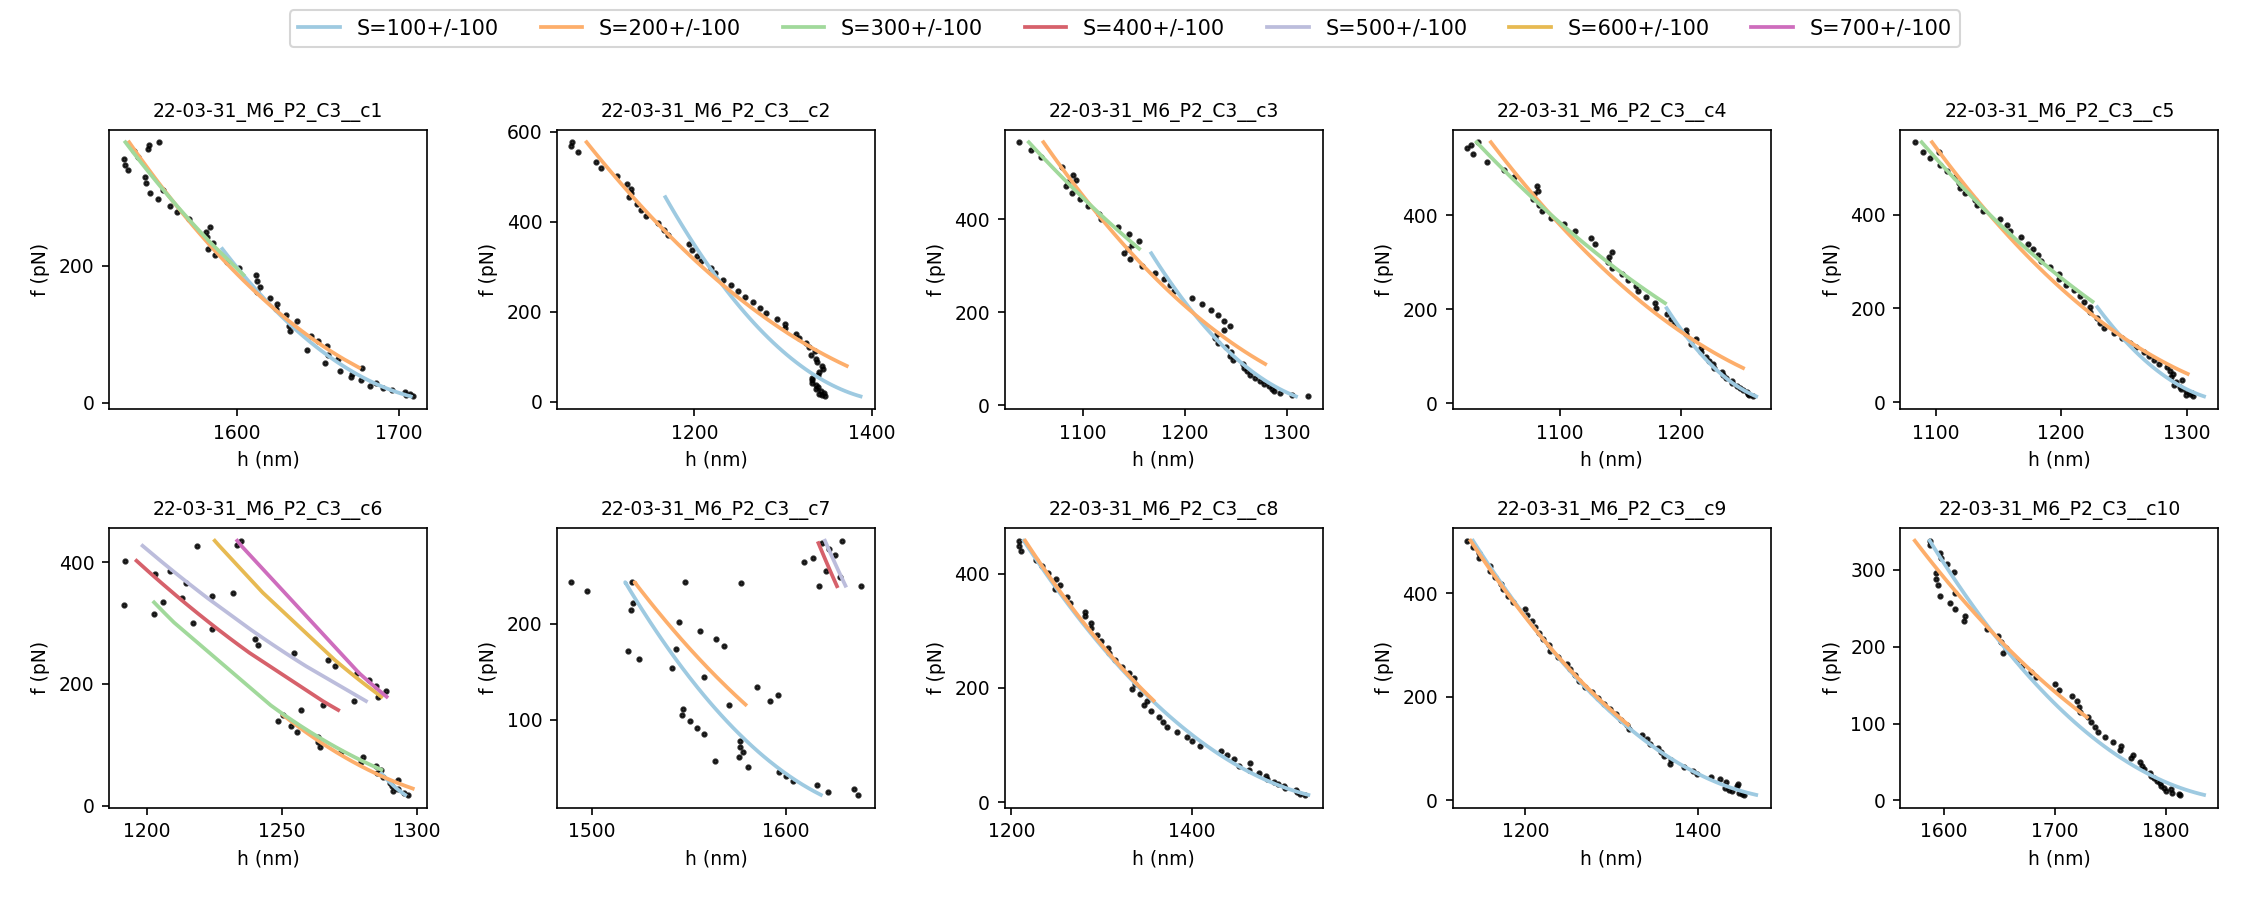 S=100+/-100 S=200+/-100 S=300+/-100 S=400+/-100 S=500+/-100 S=600+/-100 S=700+/-100
22-03-31_M6_P2_C3__c1
f (pN)
200
0
1600 1700
h (nm)
22-03-31_M6_P2_C3__c2
f (pN)
600
400
200
0
1200 1400
h (nm)
22-03-31_M6_P2_C3__c3
f (pN)
400
200
0
1100 1200 1300
h (nm)
22-03-31_M6_P2_C3__c4
f (pN)
400
200
0
1100 1200
h (nm)
22-03-31_M6_P2_C3__c5
f (pN)
400
200
0
1100 1200 1300
h (nm)
22-03-31_M6_P2_C3__c6
f (pN)
400
200
0
1200 1250 1300
h (nm)
22-03-31_M6_P2_C3__c7
f (pN)
200
100
1500 1600
h (nm)
22-03-31_M6_P2_C3__c8
f (pN)
400
200
0
1200 1400
h (nm)
22-03-31_M6_P2_C3__c9
f (pN)
400
200
0
1200 1400
h (nm)
22-03-31_M6_P2_C3__c10
f (pN)
300
200
100
0
1600 1700 1800
h (nm)